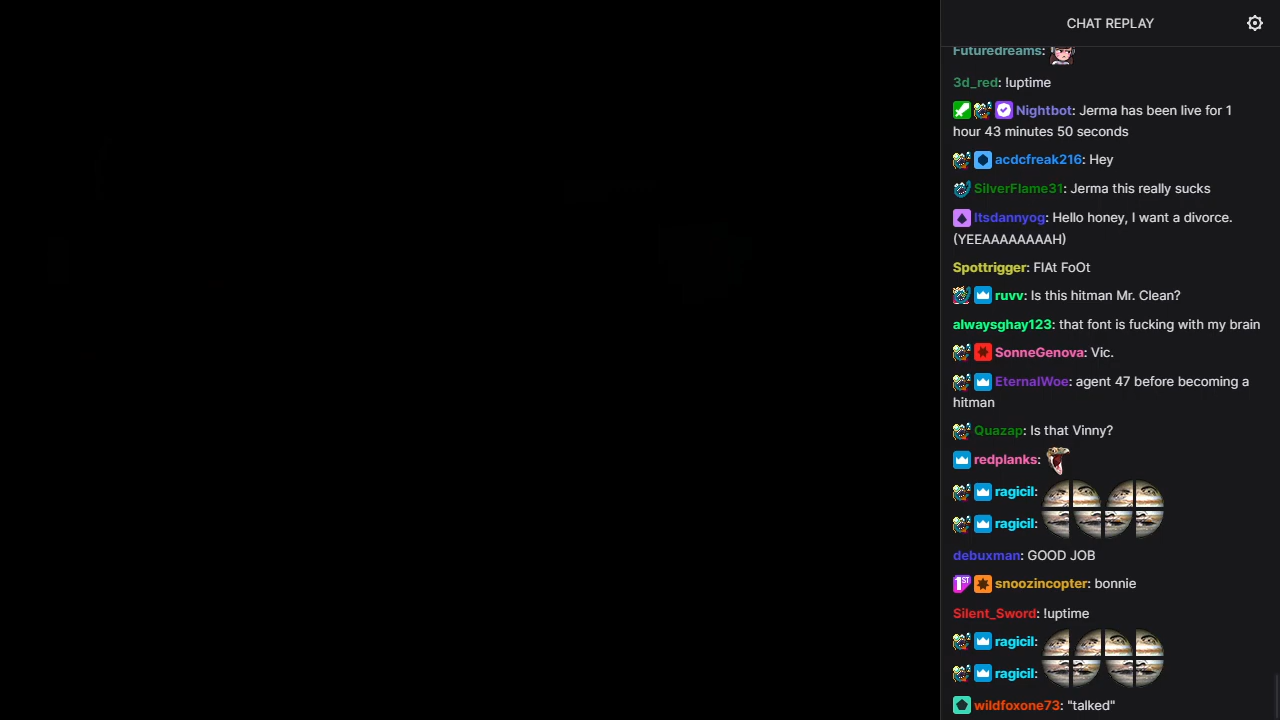 CHAT REPLAY
Futuredreams:
3d_red: !uptime
Nightbot: Jerma has been live for 1
hour 43 minutes 50 seconds
acdcfreak216: Hey
SilverFlame31: Jerma this really sucks
Itsdannyog: Hello honey, I want a divorce.
(YEEAAAAAAAAH)
Spottrigger: FlAt FoOt
ruvv: Is this hitman Mr. Clean?
alwaysghay123: that font is fucking with my brain
SonneGenova: Vic.
EternalWoe: agent 47 before becoming a
hitman
Quazap: Is that Vinny?
redplanks:
ragicil:
ragicil:
debuxman: GOOD JOB
1ST snoozincopter: bonnie
Silent_Sword: !uptime
ragicil:
ragicil:
wildfoxone73: "talked"